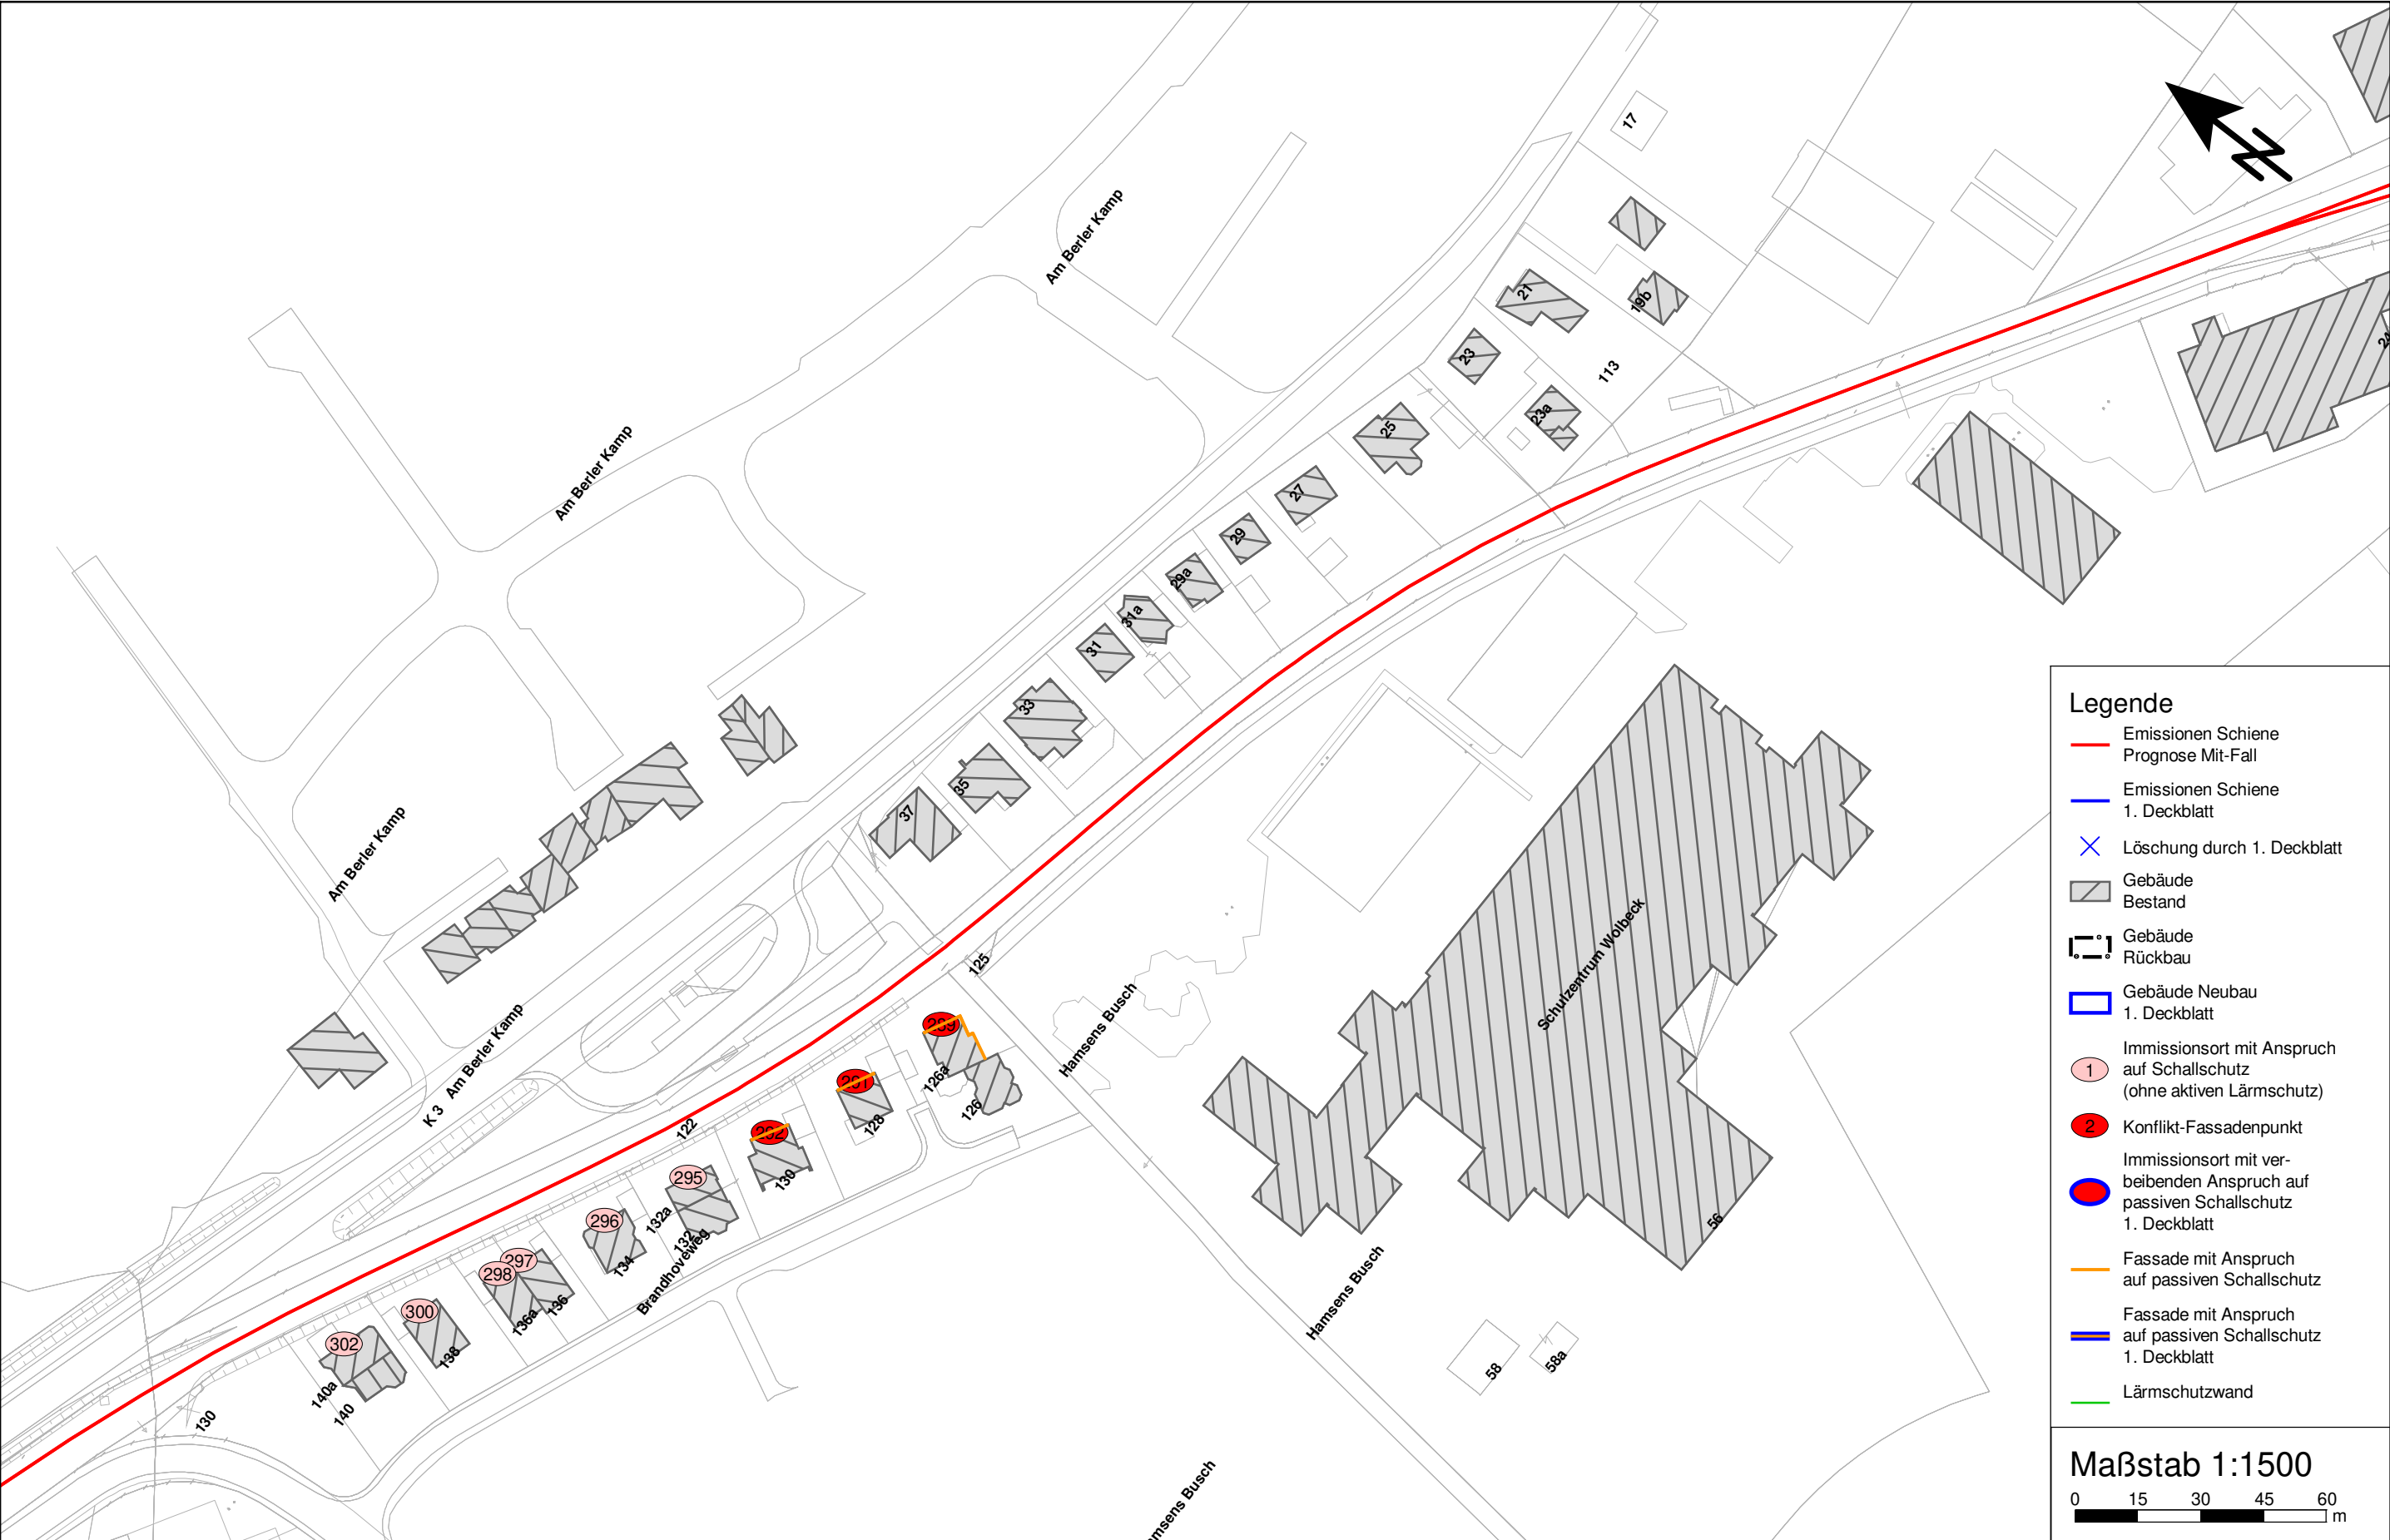 17
Am Berler Kamp
21
19b
23
113
23a
25
Am Berler Kamp
27
29
29a
31a
31
33
35
37
Am Berler Kamp
Schulzentrum Wolbeck
125
Hamsens Busch
K 3 Am Berler Kamp
126a
126
128
122
130
295
296
132a
132
134
Brandhoveweg
56
297
298
136
136a
Hamsens Busch
300
138
302
140a
140
130
58
58a
Legende
Emissionen Schiene
Prognose Mit-Fall
Emissionen Schiene
1. Deckblatt
Löschung durch 1. Deckblatt
Gebäude
Bestand
Gebäude
Rückbau
Gebäude Neubau
1. Deckblatt
1
Immissionsort mit Anspruch
auf Schallschutz
(ohne aktiven Lärmschutz)
2
Konflikt-Fassadenpunkt
Immissionsort mit ver-
beibenden Anspruch auf
passiven Schallschutz
1. Deckblatt
Fassade mit Anspruch
auf passiven Schallschutz
Fassade mit Anspruch
auf passiven Schallschutz
1. Deckblatt
Lärmschutzwand
Maßstab 1:1500
0 15 30 45 60
m